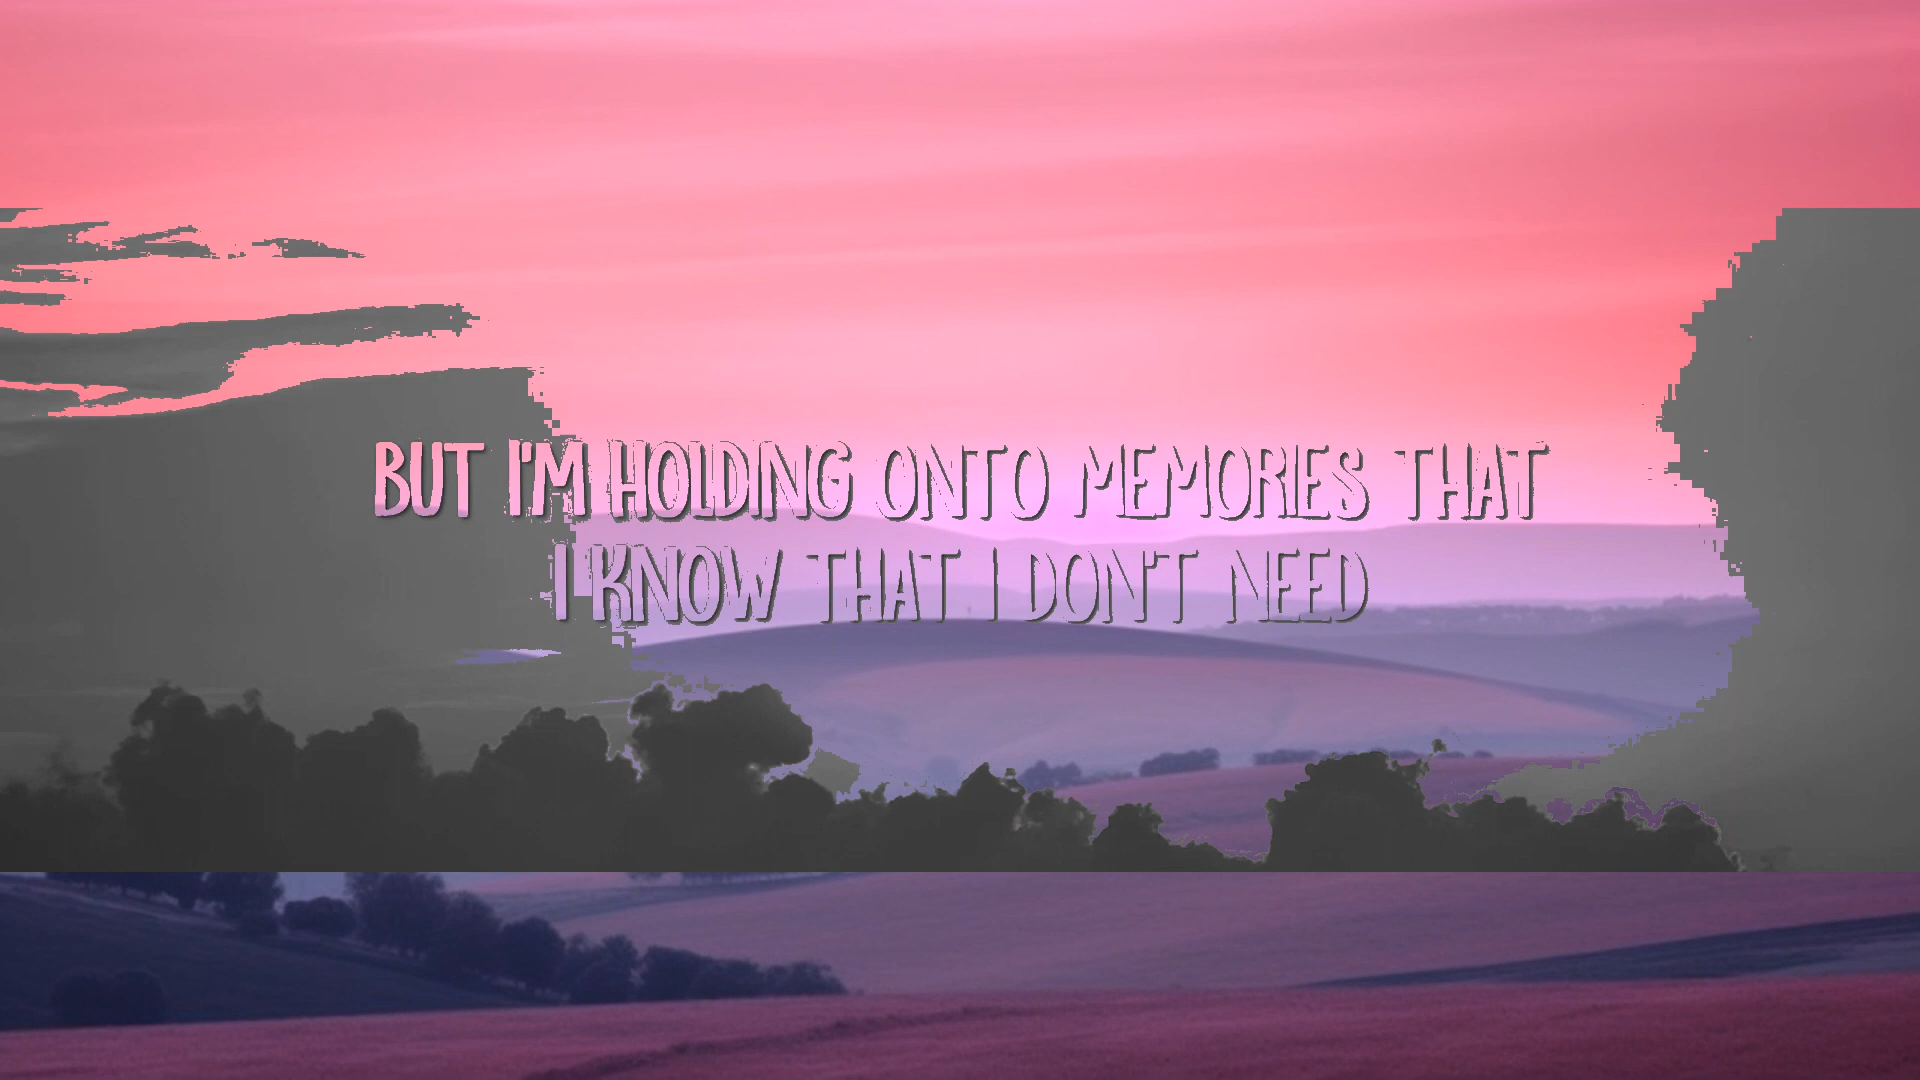 BUT I'M HOLDING ONTO MEMORIES THAT
I KNOW THAT I DON'T NEED